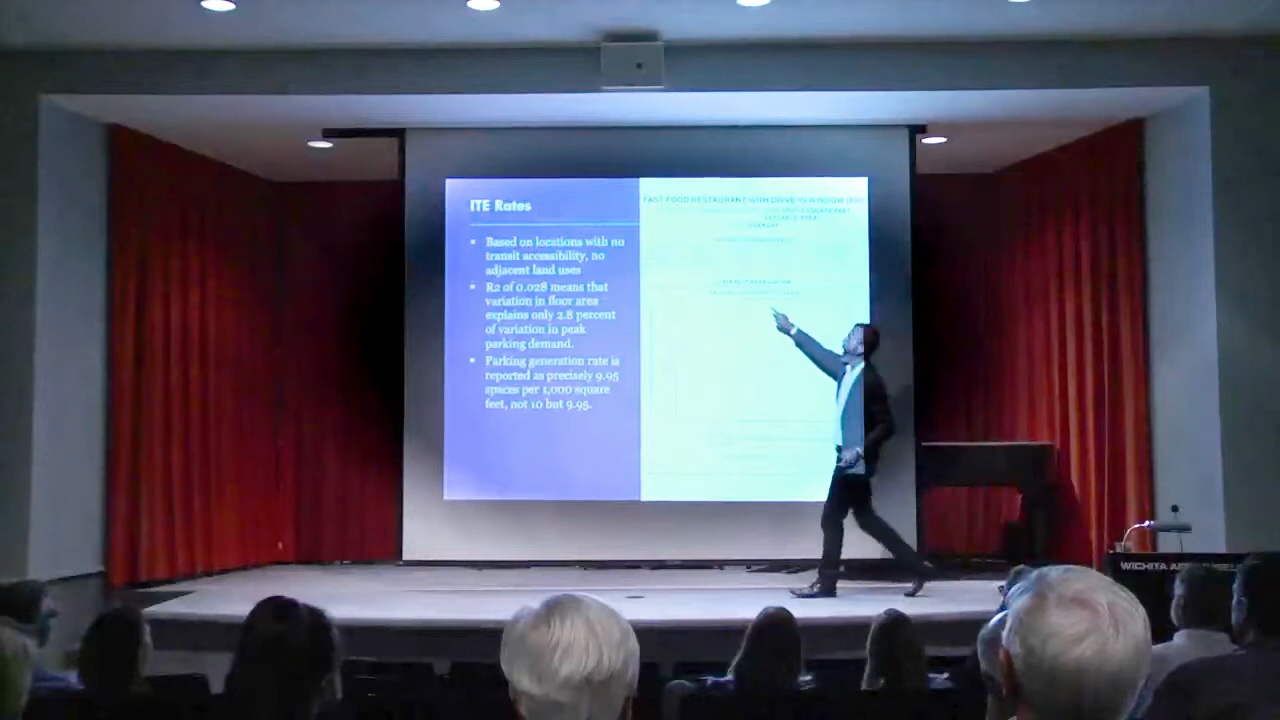 ITE Rates
Based on locations with no
transit accessibility, no
adjacent land uses
R2 of 0.028 means that
variation in floor area
explains only 2.8 percent
of variation in peak
parking demand.
Parking generation rate is
reported as precisely 9.95
spaces per 1,000 square
feet, not 10 but 9.95.
FAST FOOD RESTAURANT WITH DRIVE IN WINDOW
WICHITA